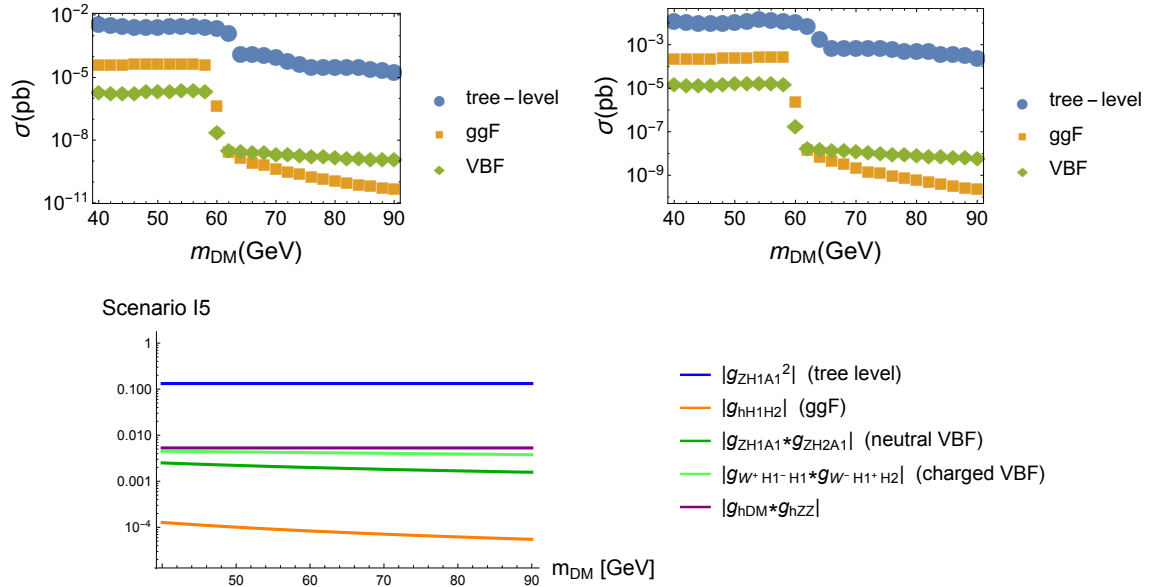 10⁻²
10⁻⁵
10⁻⁸
10⁻¹¹
σ(pb)
40 50 60 70 80 90
m_DM(GeV)
tree-level
ggF
VBF
10⁻³
10⁻⁵
10⁻⁷
10⁻⁹
σ(pb)
40 50 60 70 80 90
m_DM(GeV)
tree-level
ggF
VBF
Scenario I5
1
0.100
0.010
0.001
10⁻⁴
50 60 70 80 90
m_DM [GeV]
|g_ZH1A1²| (tree level)
|g_hH1H2| (ggF)
|g_ZH1A1*g_ZH2A1| (neutral VBF)
|g_W⁺H1⁻H1*g_W⁻H1⁺H2| (charged VBF)
|g_hDM*g_hZZ|